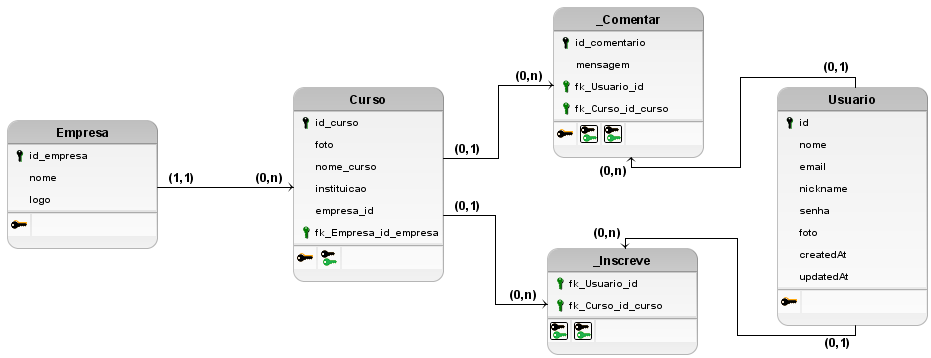 Empresa
id_empresa
nome
logo
(1,1)
(0,n)
Curso
id_curso
foto
nome_curso
instituicao
empresa_id
fk_Empresa_id_empresa
(0,1)
(0,n)
(0,1)
(0,n)
_Comentar
id_comentario
mensagem
fk_Usuario_id
fk_Curso_id_curso
(0,n)
(0,1)
_Inscreve
fk_Usuario_id
fk_Curso_id_curso
(0,n)
(0,1)
Usuario
id
nome
email
nickname
senha
foto
createdAt
updatedAt